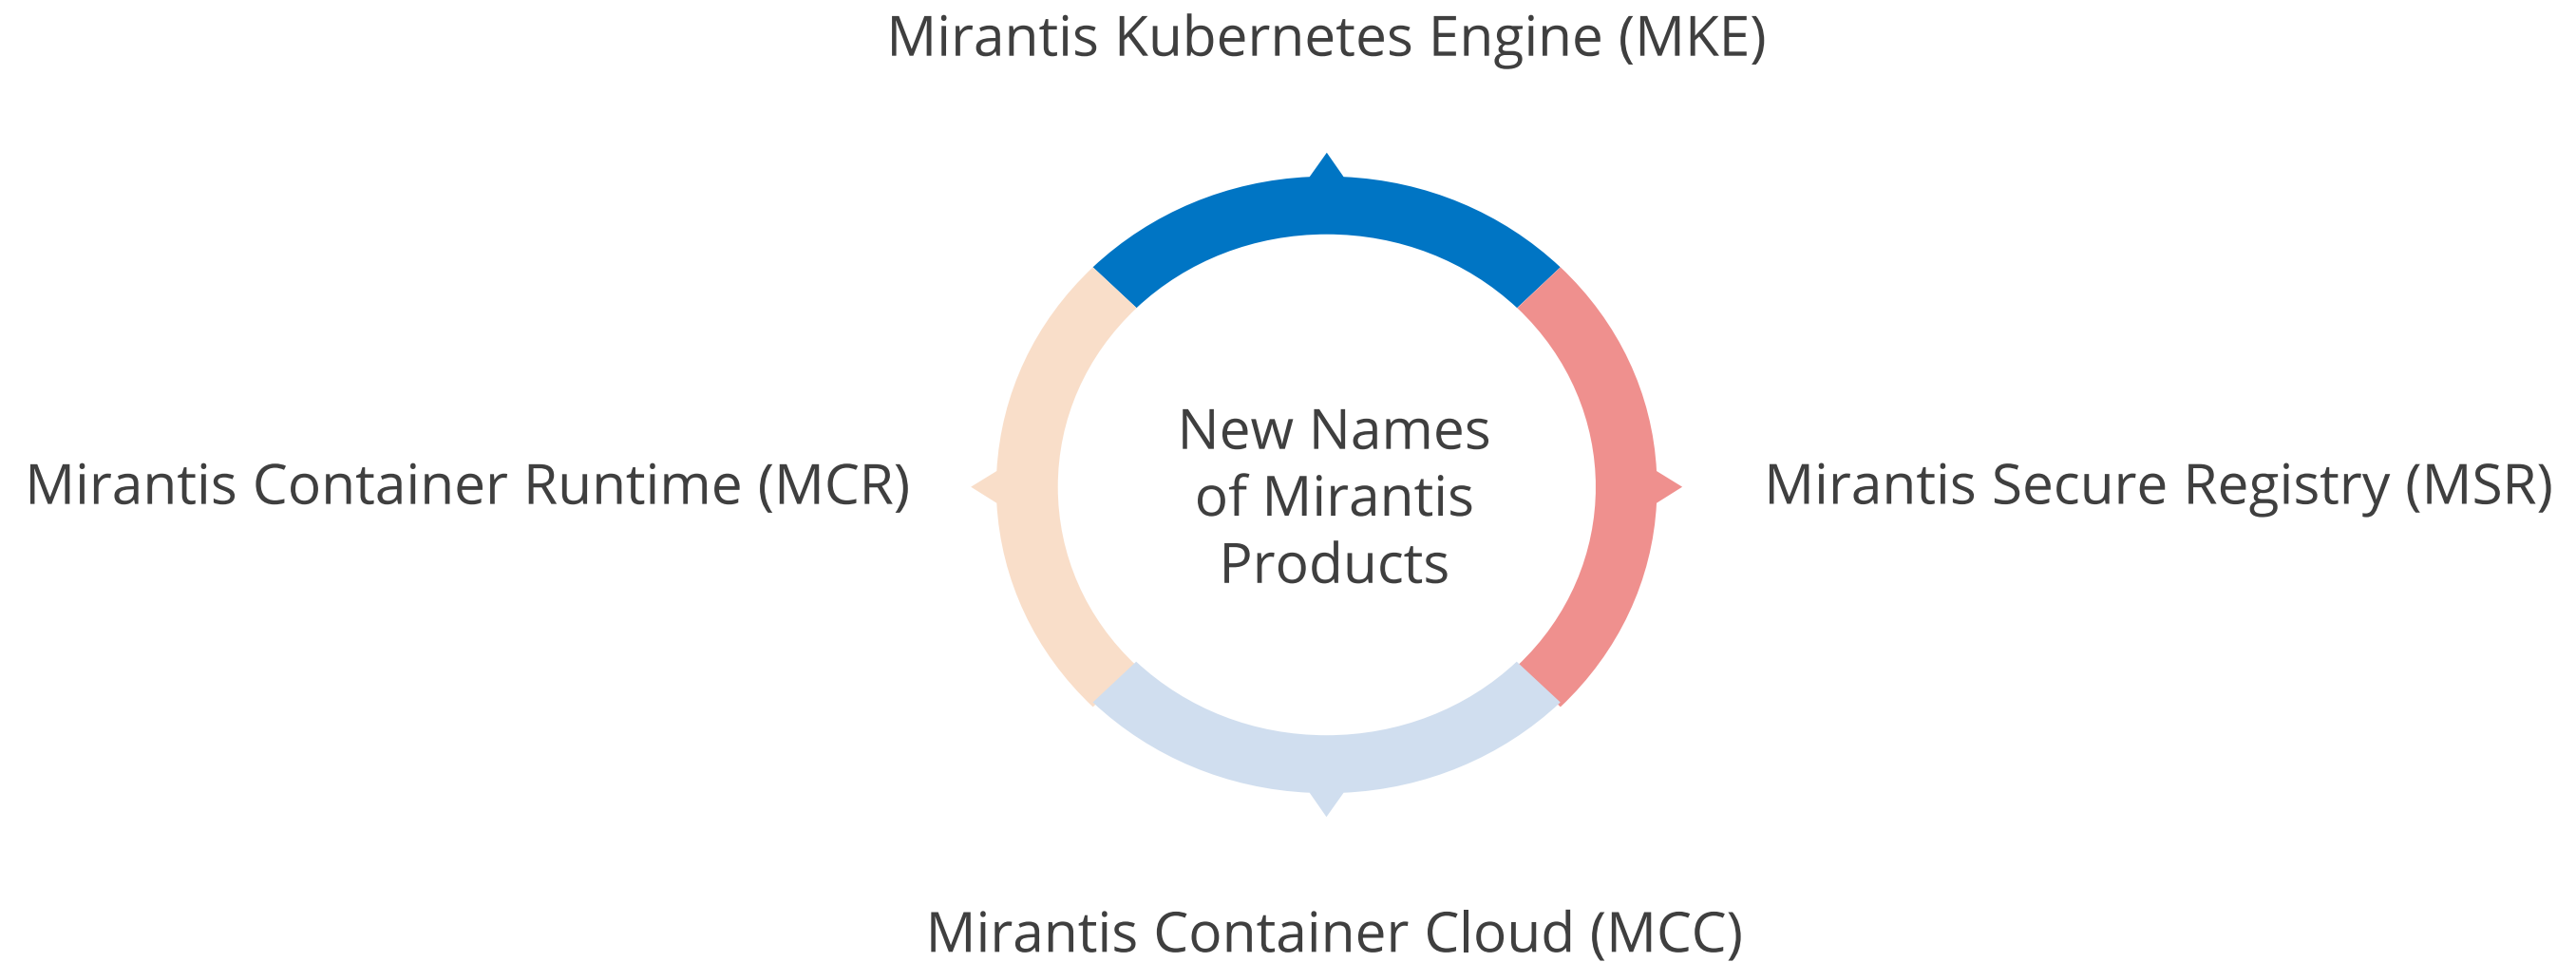 Mirantis Kubernetes Engine (MKE)
Mirantis Container Runtime (MCR)
New Names
of Mirantis
Products
Mirantis Secure Registry (MSR)
Mirantis Container Cloud (MCC)